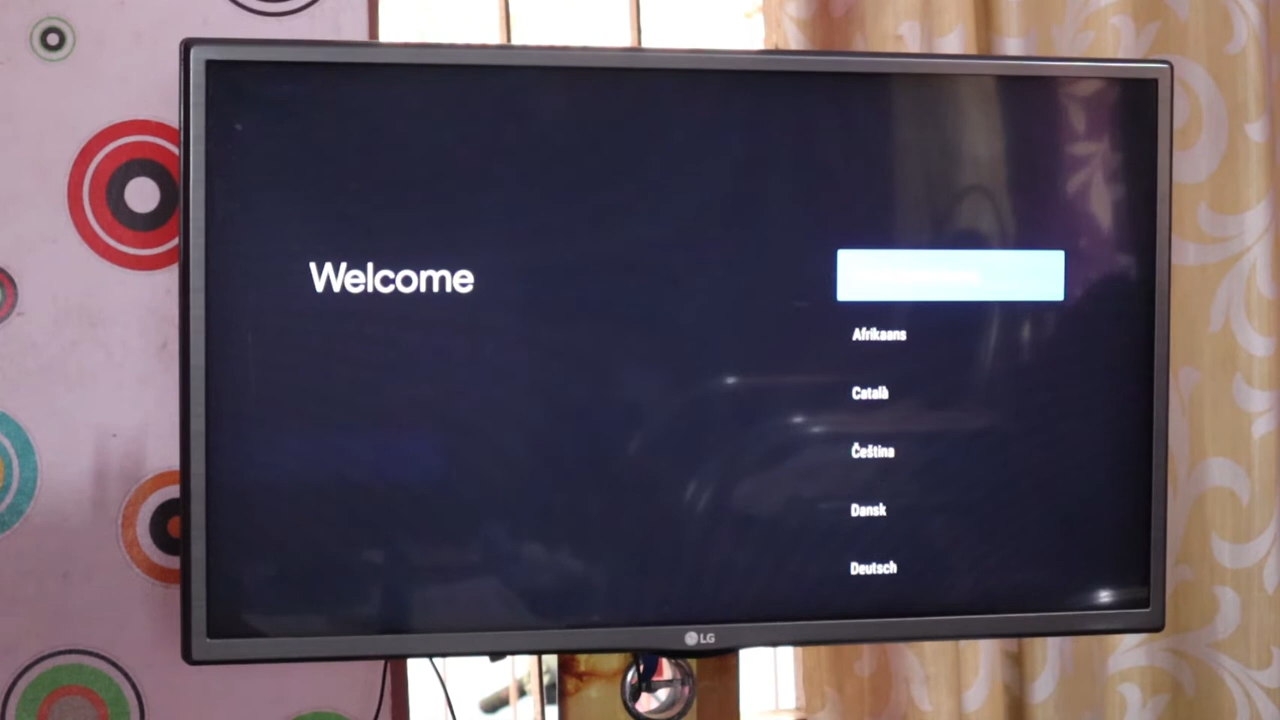 Welcome
Afrikaans
Català
Čeština
Dansk
Deutsch
LG